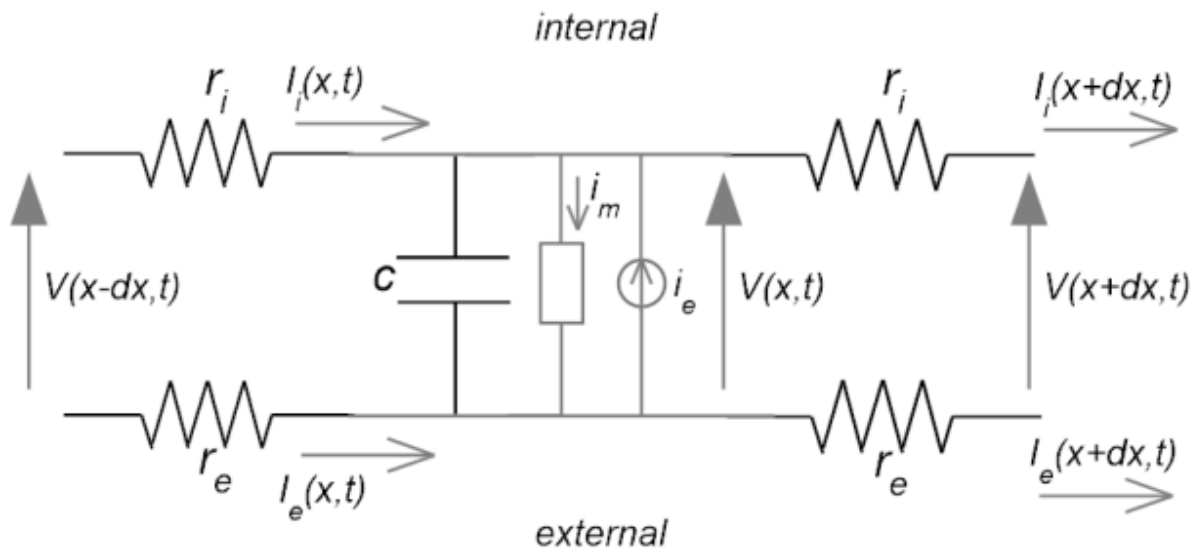 internal
r_i
I_i(x,t)
r_i
I_i(x+dx,t)
i_m
V(x-dx,t)
c
i_e
V(x,t)
V(x+dx,t)
r_e
I_e(x,t)
r_e
I_e(x+dx,t)
external